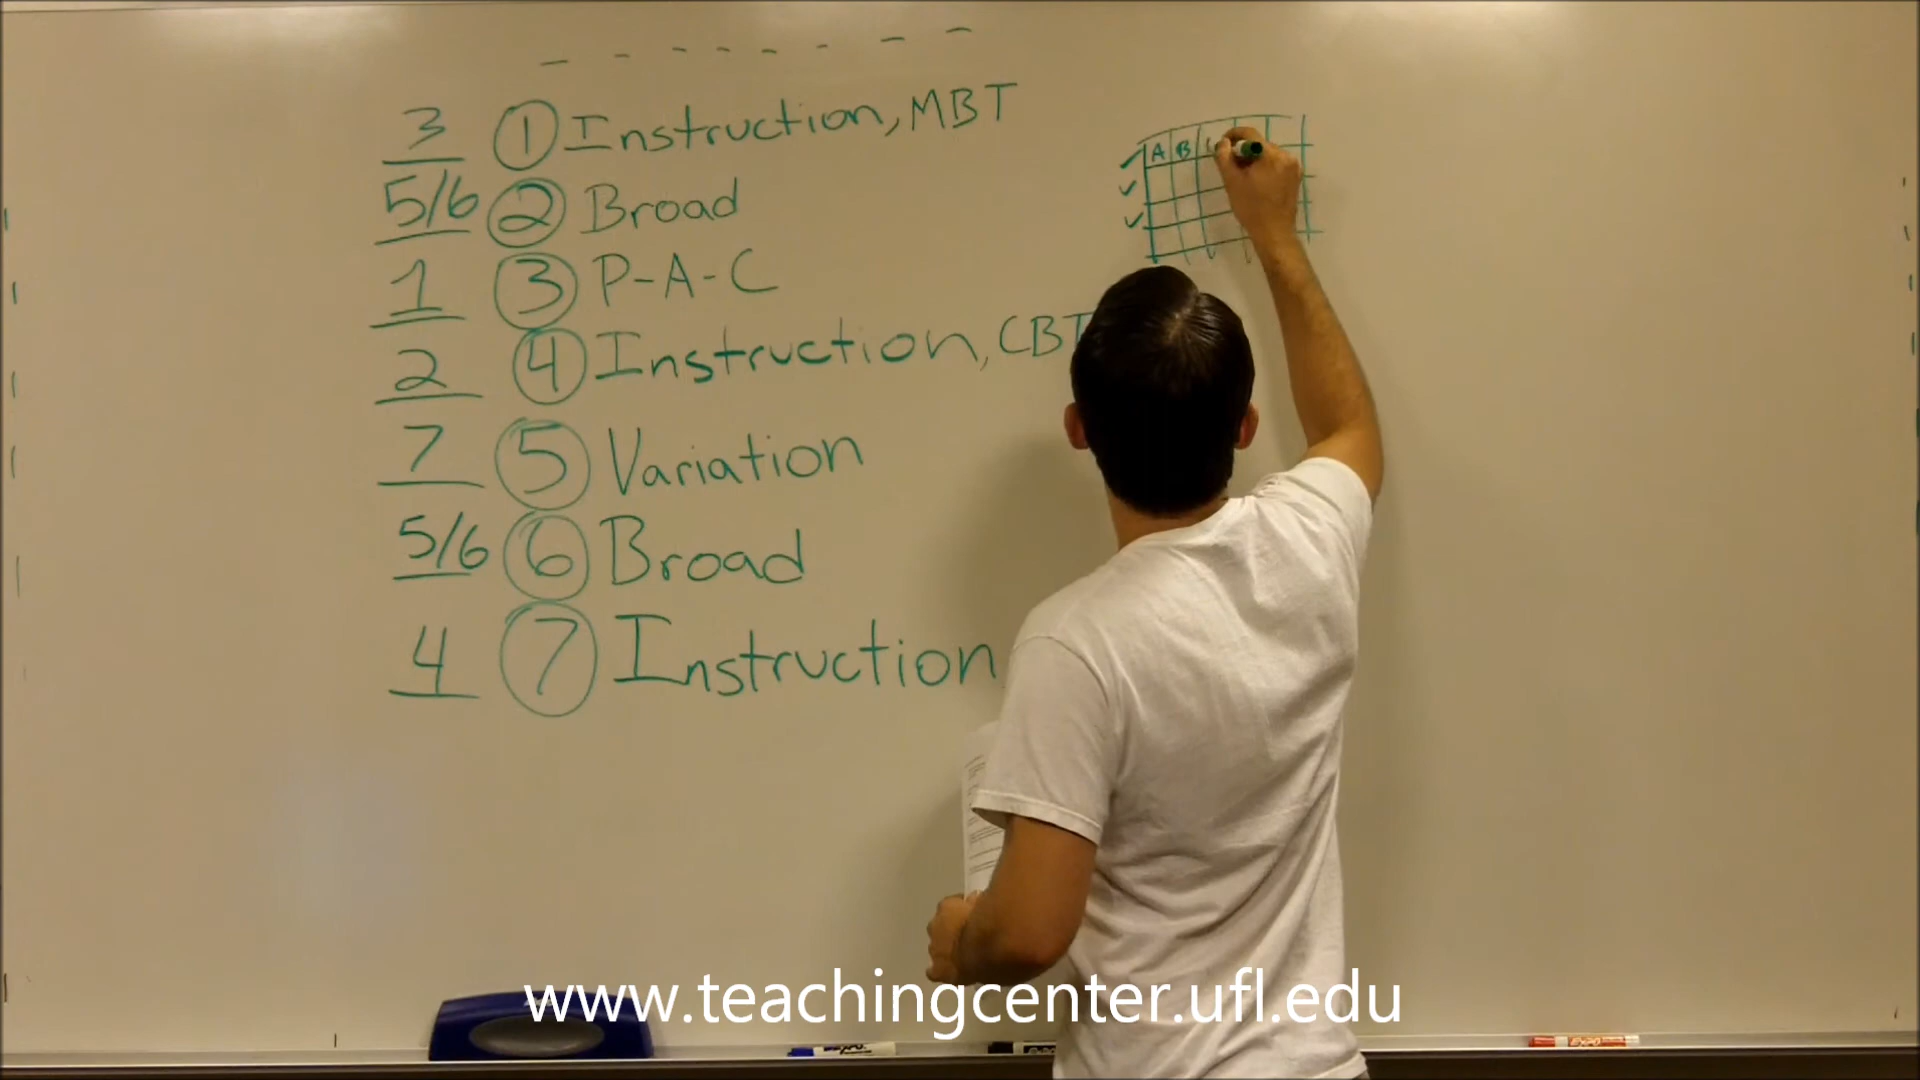 3 ① Instruction, MBT
5/6 ② Broad
1 ③ P-A-C
2 ④ Instruction, CBT
7 ⑤ Variation
5/6 ⑥ Broad
4 ⑦ Instruction
A B
www.teachingcenter.ufl.edu
EXPO